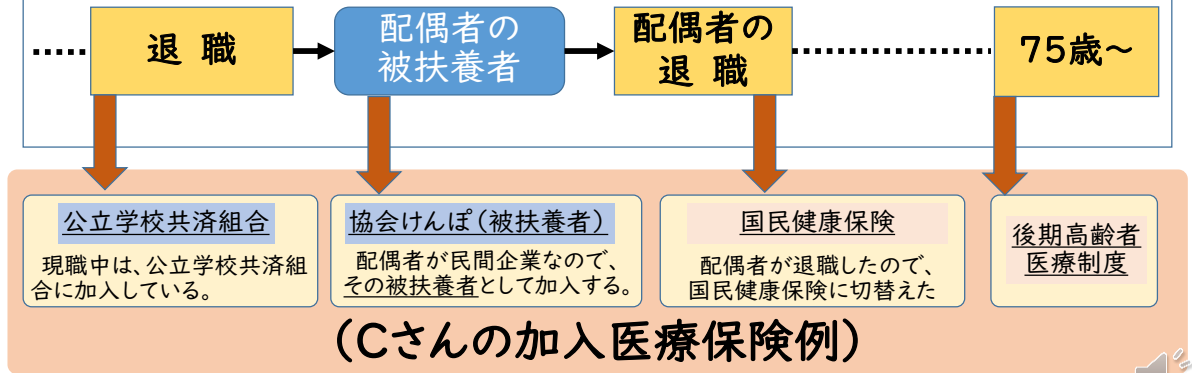 退 職
配偶者の
被扶養者
配偶者の
退 職
75歳～
公立学校共済組合
現職中は、公立学校共済組
合に加入している。
協会けんぽ(被扶養者)
配偶者が民間企業なので、
その被扶養者として加入する。
国民健康保険
配偶者が退職したので、
国民健康保険に切替えた
後期高齢者
医療制度
(Cさんの加入医療保険例)